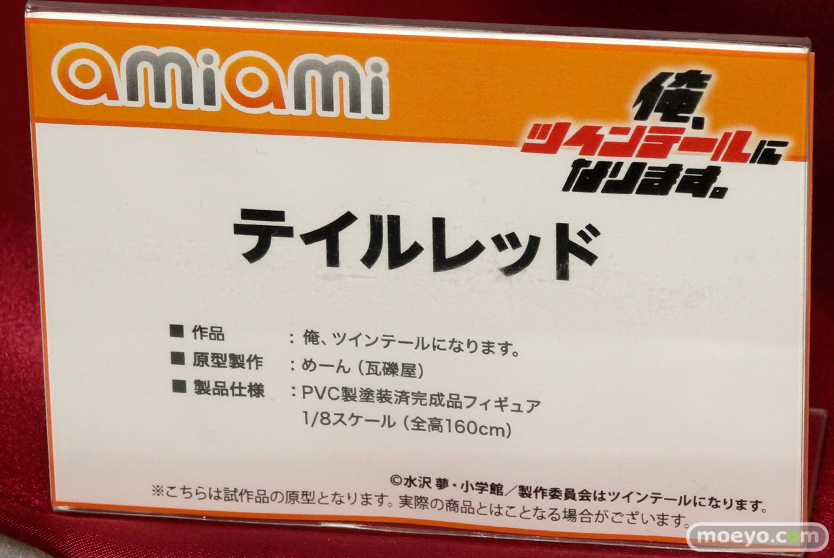 amiami
俺、
ツインテールに
なります。
テイルレッド
■ 作品 : 俺、ツインテールになります。
■ 原型製作 : めーん（瓦礫屋）
■ 製品仕様 : PVC製塗装済完成品フィギュア
1/8スケール（全高160cm）
©水沢 夢・小学館／製作委員会はツインテールになります。
※こちらは試作品の原型となります。実際の商品とはことなる場合がございます。
moeyo.com